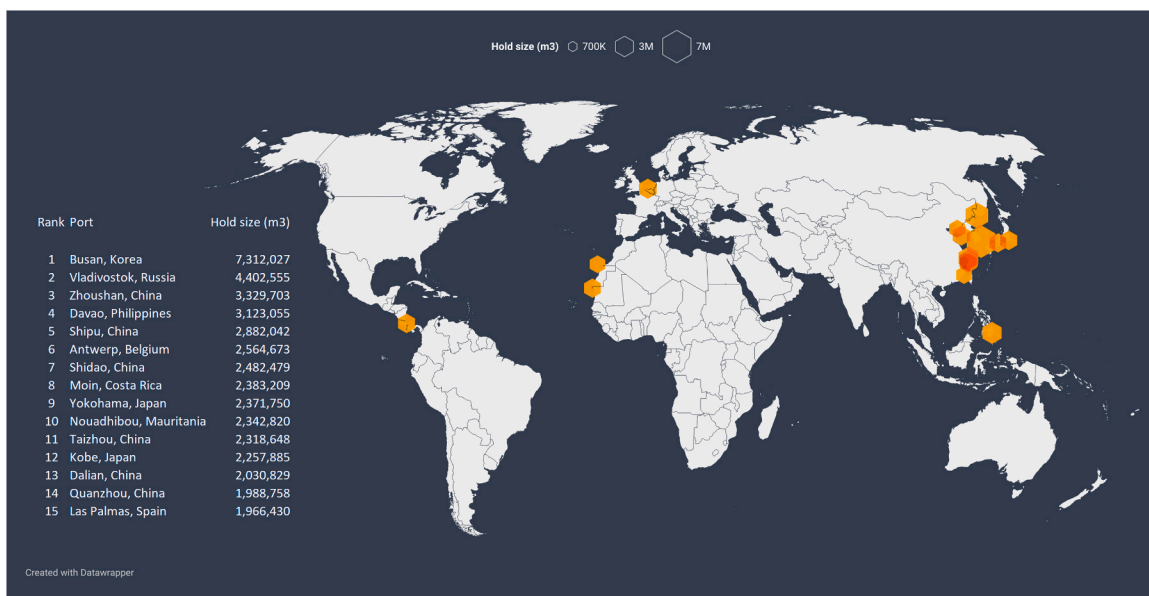 Hold size (m3) 700K 3M 7M
Rank Port Hold size (m3)
1 Busan, Korea 7,312,027
2 Vladivostok, Russia 4,402,555
3 Zhoushan, China 3,329,703
4 Davao, Philippines 3,123,055
5 Shipu, China 2,882,042
6 Antwerp, Belgium 2,564,673
7 Shidao, China 2,482,479
8 Moin, Costa Rica 2,383,209
9 Yokohama, Japan 2,371,750
10 Nouadhibou, Mauritania 2,342,820
11 Taizhou, China 2,318,648
12 Kobe, Japan 2,257,885
13 Dalian, China 2,030,829
14 Quanzhou, China 1,988,758
15 Las Palmas, Spain 1,966,430
Created with Datawrapper